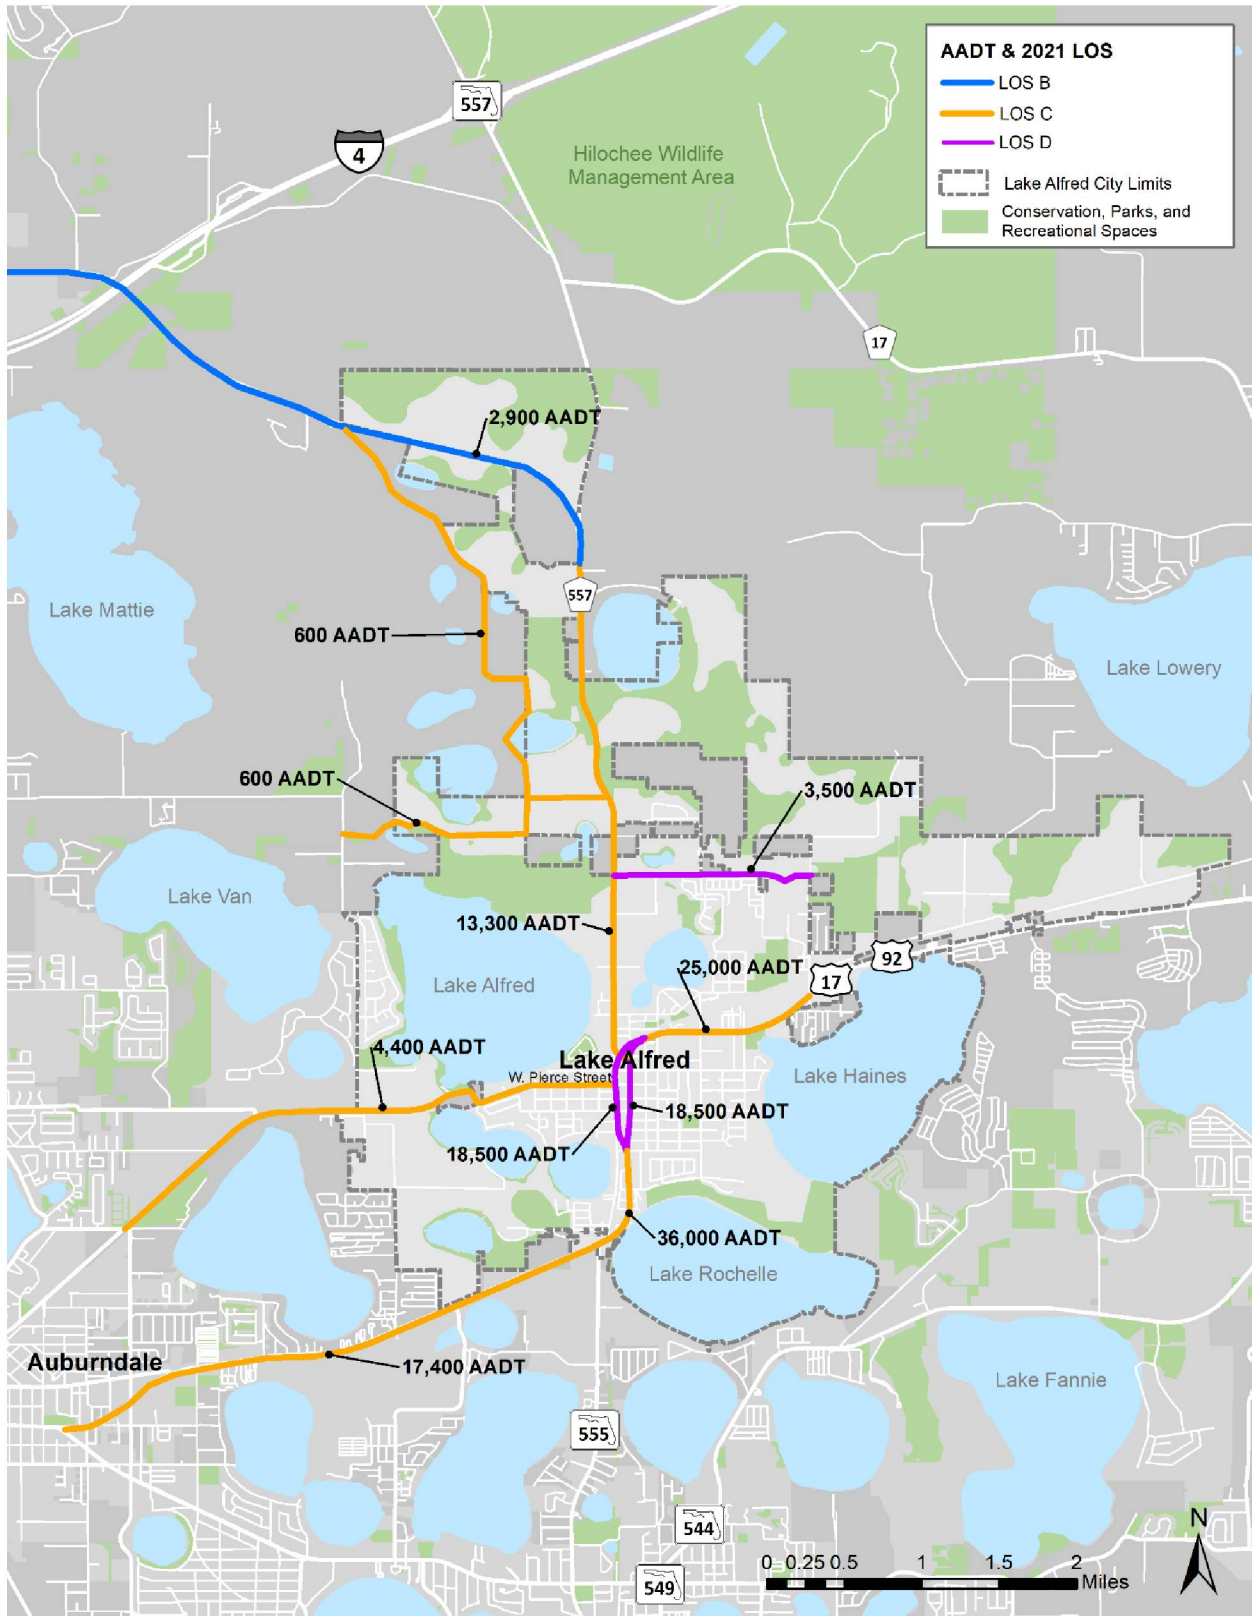 AADT & 2021 LOS
LOS B
LOS C
LOS D
Lake Alfred City Limits
Conservation, Parks, and
Recreational Spaces
557
4
Hilochee Wildlife
Management Area
17
2,900 AADT
557
Lake Mattie
600 AADT
Lake Lowery
600 AADT
3,500 AADT
Lake Van
13,300 AADT
25,000 AADT
92
17
Lake Alfred
4,400 AADT
Lake Alfred
W. Pierce Street
Lake Haines
18,500 AADT
18,500 AADT
36,000 AADT
Lake Rochelle
Auburndale
17,400 AADT
Lake Fannie
555
544
549
N
0 0.25 0.5 1 1.5 2
Miles